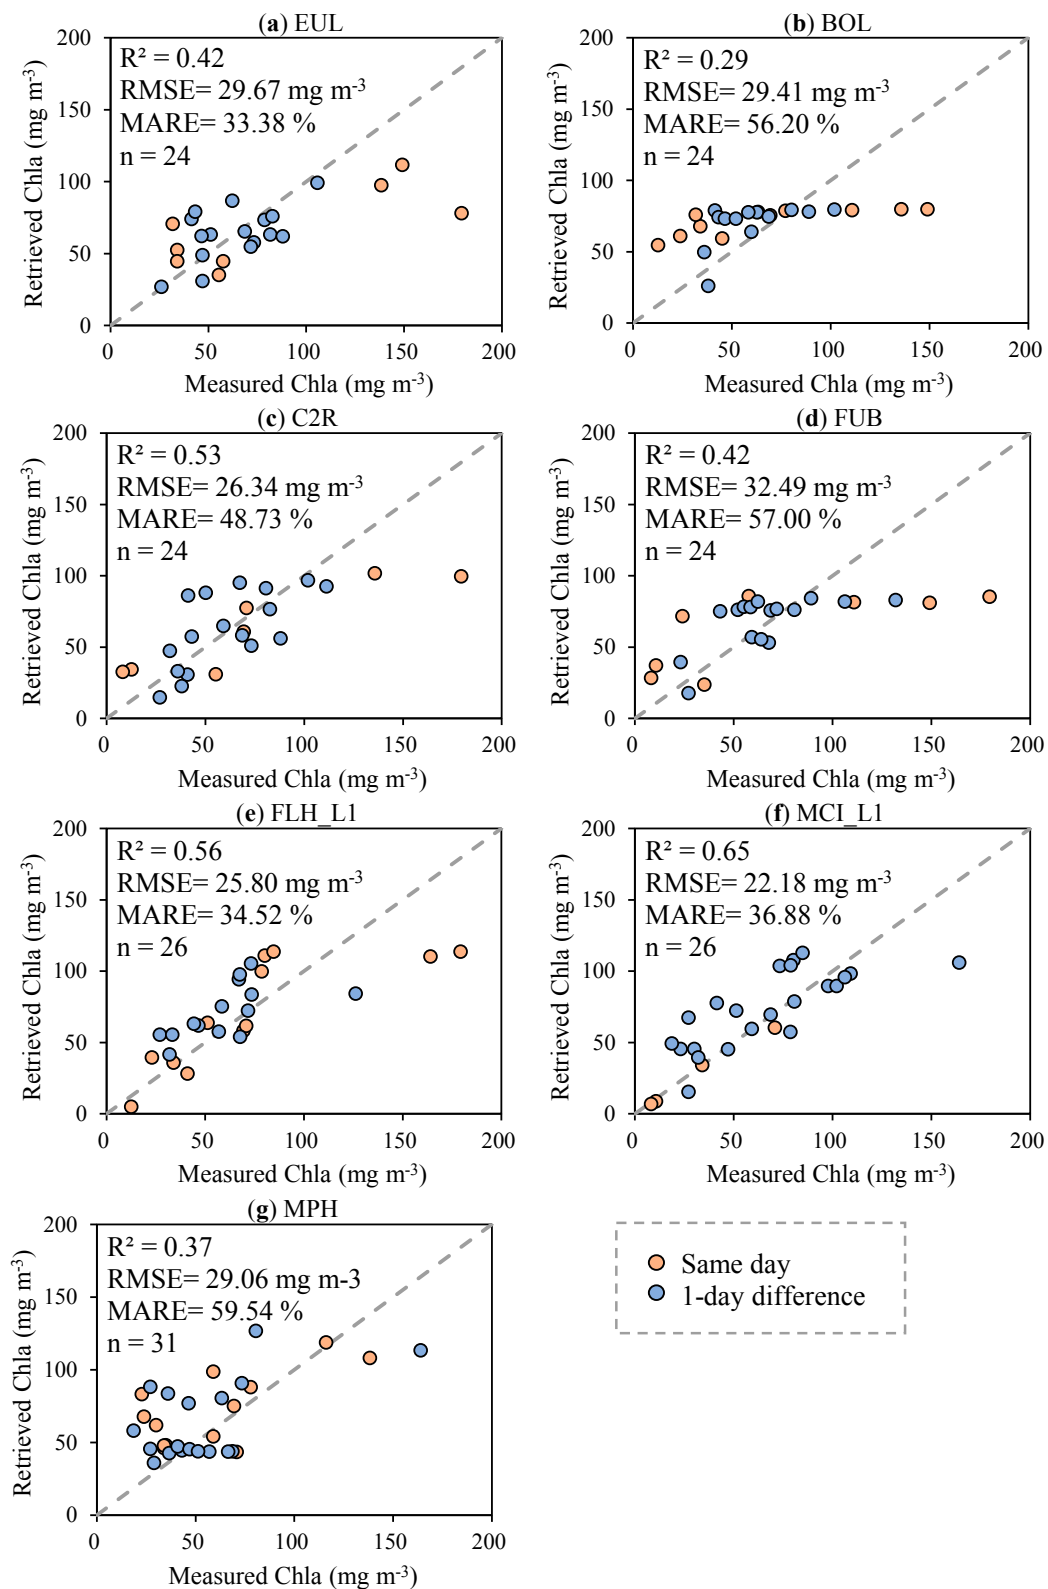 (a) EUL
R² = 0.42
RMSE= 29.67 mg m⁻³
MARE= 33.38 %
n = 24
200
150
100
50
0
0 50 100 150 200
Retrieved Chla (mg m⁻³)
Measured Chla (mg m⁻³)
(b) BOL
R² = 0.29
RMSE= 29.41 mg m⁻³
MARE= 56.20 %
n = 24
200
150
100
50
0
0 50 100 150 200
Retrieved Chla (mg m⁻³)
Measured Chla (mg m⁻³)
(c) C2R
R² = 0.53
RMSE= 26.34 mg m⁻³
MARE= 48.73 %
n = 24
200
150
100
50
0
0 50 100 150 200
Retrieved Chla (mg m⁻³)
Measured Chla (mg m⁻³)
(d) FUB
R² = 0.42
RMSE= 32.49 mg m⁻³
MARE= 57.00 %
n = 24
200
150
100
50
0
0 50 100 150 200
Retrieved Chla (mg m⁻³)
Measured Chla (mg m⁻³)
(e) FLH_L1
R² = 0.56
RMSE= 25.80 mg m⁻³
MARE= 34.52 %
n = 26
200
150
100
50
0
0 50 100 150 200
Retrieved Chla (mg m⁻³)
Measured Chla (mg m⁻³)
(f) MCI_L1
R² = 0.65
RMSE= 22.18 mg m⁻³
MARE= 36.88 %
n = 26
200
150
100
50
0
0 50 100 150 200
Retrieved Chla (mg m⁻³)
Measured Chla (mg m⁻³)
(g) MPH
R² = 0.37
RMSE= 29.06 mg m-3
MARE= 59.54 %
n = 31
200
150
100
50
0
0 50 100 150 200
Retrieved Chla (mg m⁻³)
Measured Chla (mg m⁻³)
Same day
1-day difference